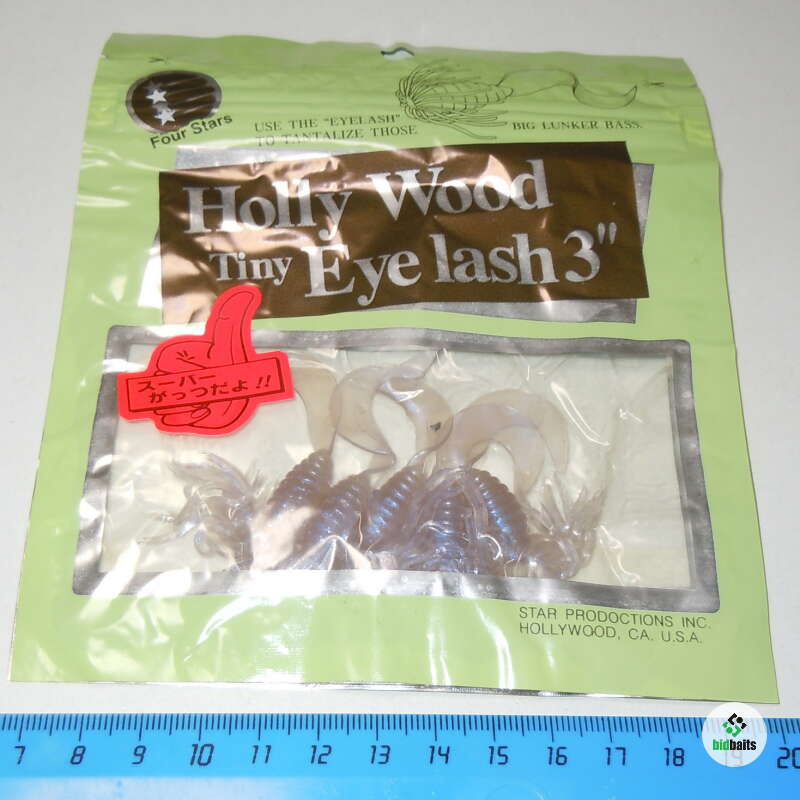 Four Stars
USE THE "EYELASH"
TO TANTALIZE THOSE
BIG LUNKER BASS.
Holly Wood
Tiny Eye lash 3"
スーパー
がっつだよ!!
STAR PRODOCTIONS INC.
HOLLYWOOD, CA. U.S.A.
7 8 9 10 11 12 13 14 15 16 17 18 19 20
bidbaits